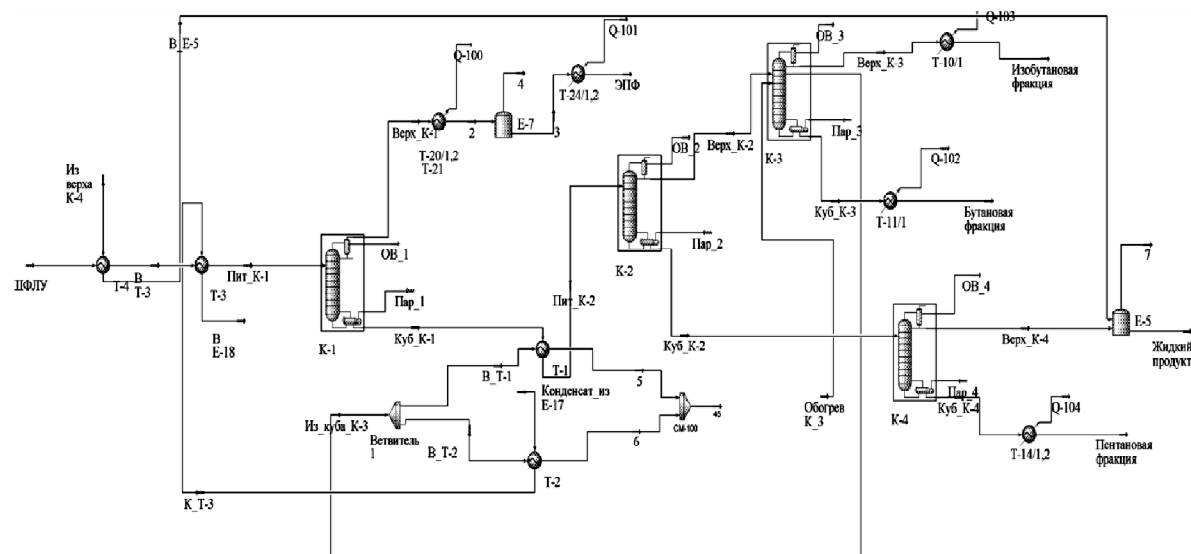 В_Е-5
Из
верха
К-4
ШФЛУ
Т-4
В
Т-3
Т-3
Пит_К-1
В
Е-18
К_Т-3
Q-100
Верх_К-1
Т-20/1,2
Т-21
2
4
Е-7
3
Q-101
Т-24/1,2
ЭПФ
ОВ_1
Пар_1
К-1
Куб_К-1
В_Т-1
Т-1
Конденсат_из
Е-17
Из_куба_К-3
Ветвитель
1
В_Т-2
Т-2
5
6
СМ-100
45
Пит_К-2
ОВ_2
Пар_2
К-2
Верх_К-2
Куб_К-2
ОВ_3
К-3
Пар_3
Верх_К-3
Q-103
Т-10/1
Изобутановая
фракция
Куб_К-3
Q-102
Т-11/1
Бутановая
фракция
Обогрев
К_3
ОВ_4
К-4
Пар_4
Куб_К-4
Верх_К-4
7
Е-5
Жидкий
продукт
Q-104
Т-14/1,2
Пентановая
фракция